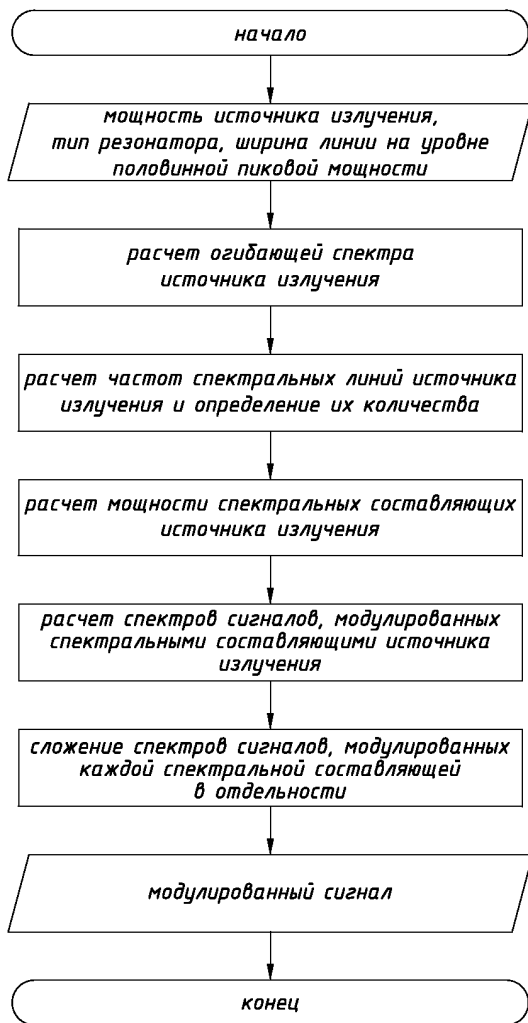 начало
мощность источника излучения,
тип резонатора, ширина линии на уровне
половинной пиковой мощности
расчет огибающей спектра
источника излучения
расчет частот спектральных линий источника
излучения и определение их количества
расчет мощности спектральных составляющих
источника излучения
расчет спектров сигналов, модулированных
спектральными составляющими источника
излучения
сложение спектров сигналов, модулированных
каждой спектральной составляющей
в отдельности
модулированный сигнал
конец